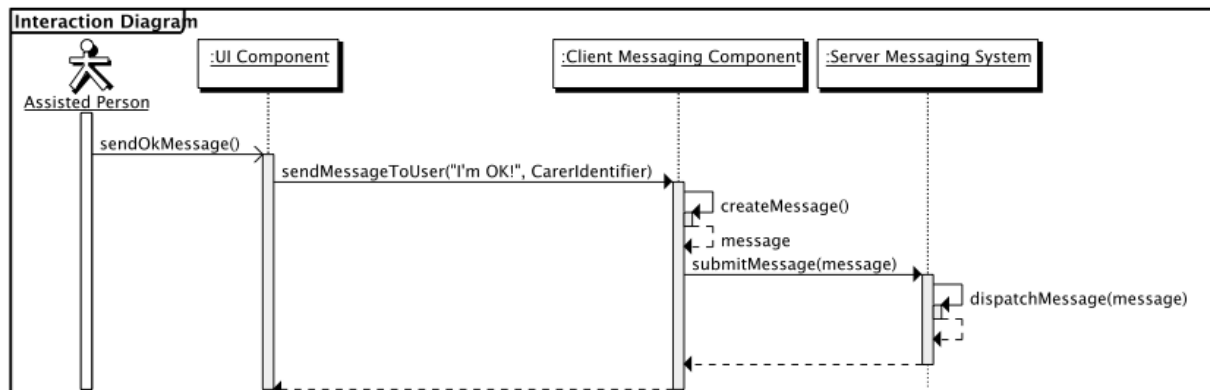 Interaction Diagram
:UI Component
:Client Messaging Component
:Server Messaging System
Assisted Person
sendOkMessage()
sendMessageToUser("I'm OK!", CarerIdentifier)
createMessage()
message
submitMessage(message)
dispatchMessage(message)